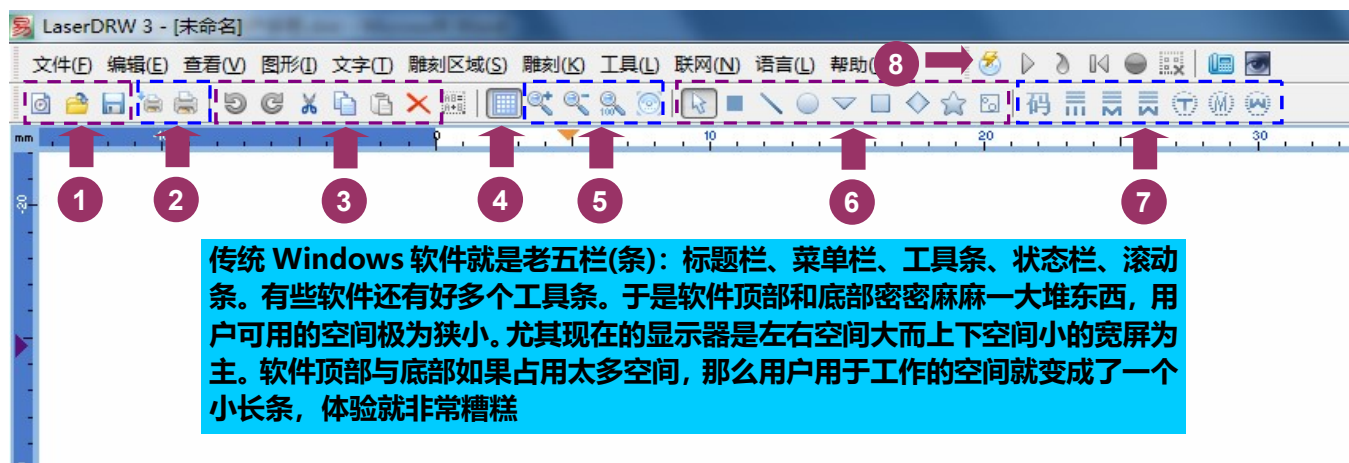 易 LaserDRW 3 - [未命名]
文件(F) 编辑(E) 查看(V) 图形(I) 文字(T) 雕刻区域(S) 雕刻(K) 工具(L) 联网(N) 语言(L) 帮助( 8
100% 码 T M W
mm 0 10 20 30
-20
1 2 3 4 5 6 7
传统 Windows 软件就是老五栏(条)：标题栏、菜单栏、工具条、状态栏、滚动
条。有些软件还有好多个工具条。于是软件顶部和底部密密麻麻一大堆东西，用
户可用的空间极为狭小。尤其现在的显示器是左右空间大而上下空间小的宽屏为
主。软件顶部与底部如果占用太多空间，那么用户用于工作的空间就变成了一个
小长条，体验就非常糟糕